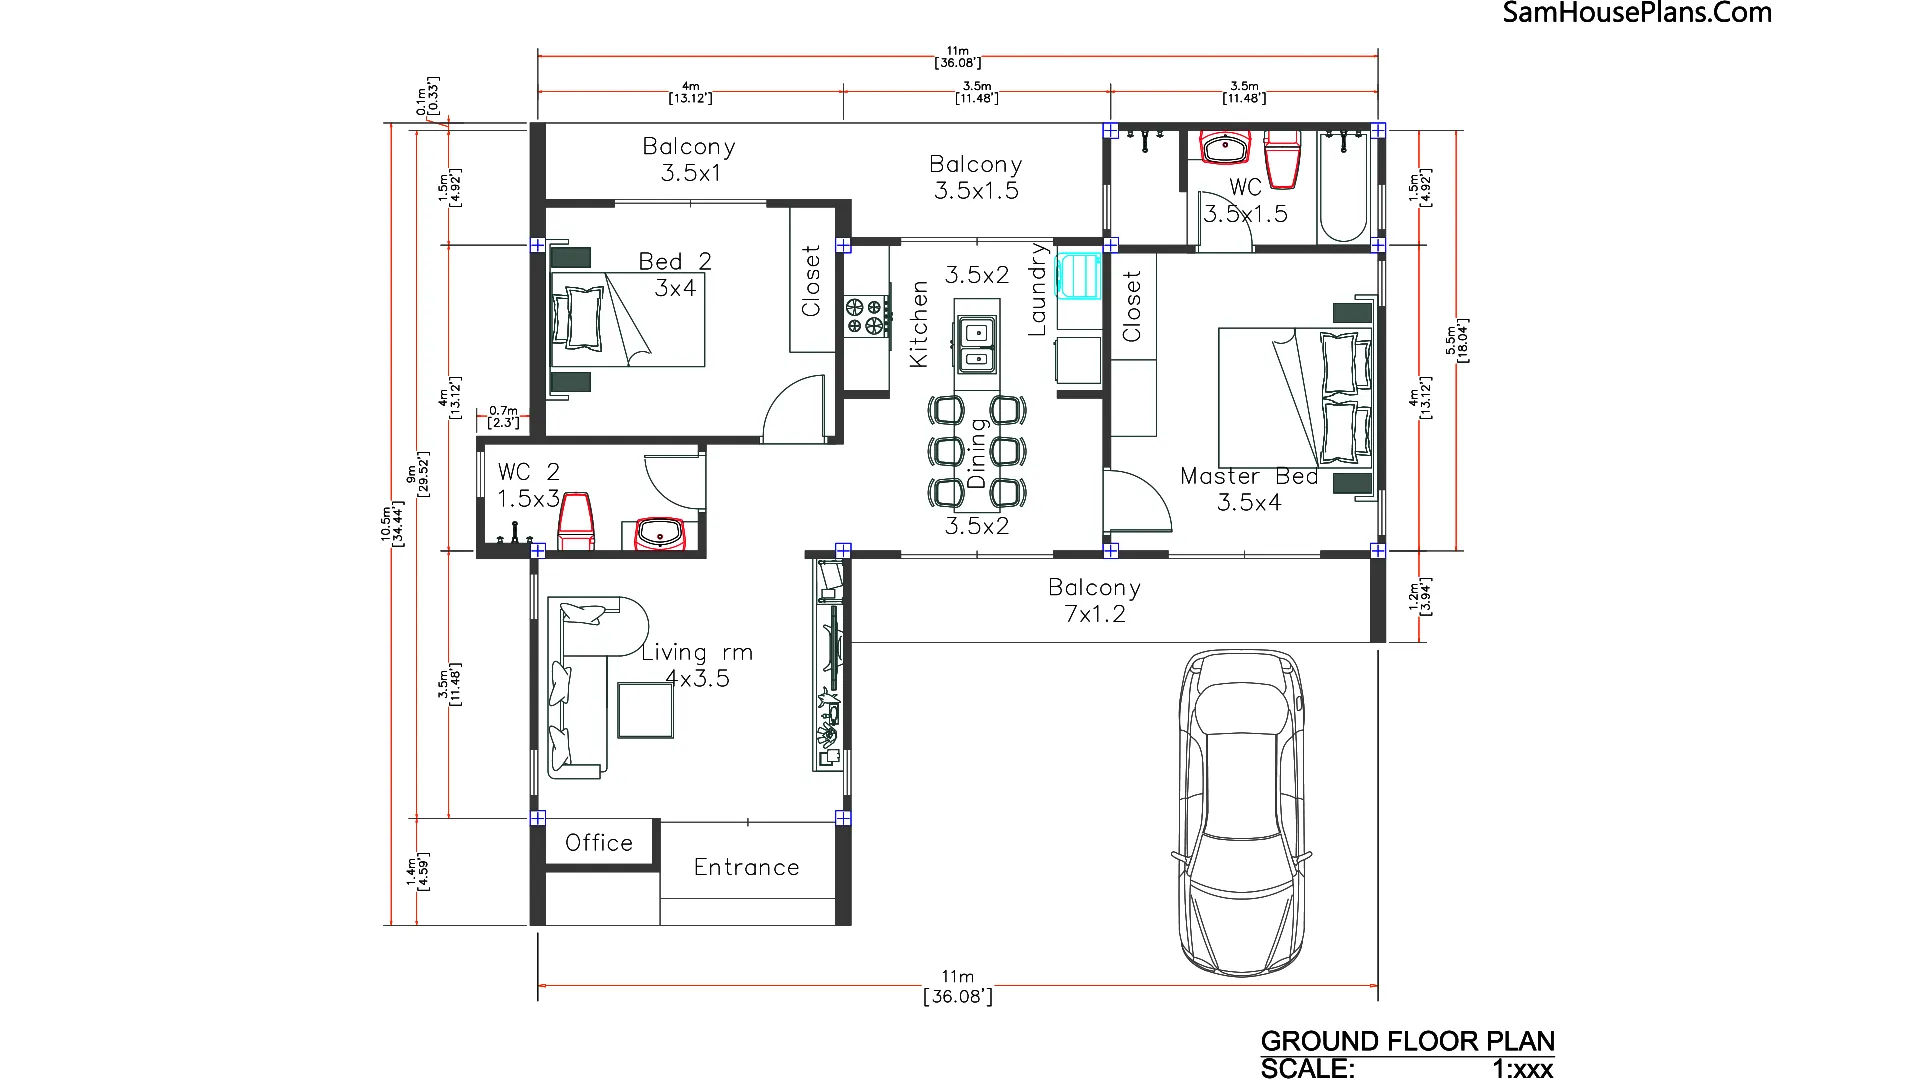 SamHousePlans.Com
11m
[36.08']
4m
[13.12']
3.5m
[11.48']
3.5m
[11.48']
0.1m
[0.33']
1.5m
[4.92']
4m
[13.12']
0.7m
[2.3']
9m
[29.52']
10.5m
[34.44']
3.5m
[11.48']
1.4m
[4.59']
Balcony
3.5x1
Balcony
3.5x1.5
WC
3.5x1.5
Bed 2
3x4
Closet
Kitchen
3.5x2
Laundry
Closet
Dining
3.5x2
Master Bed
3.5x4
WC 2
1.5x3
Balcony
7x1.2
Living rm
4x3.5
Office
Entrance
1.5m
[4.92']
5.5m
[18.04']
4m
[13.12']
1.2m
[3.94']
11m
[36.08']
GROUND FLOOR PLAN
SCALE: 1:xxx